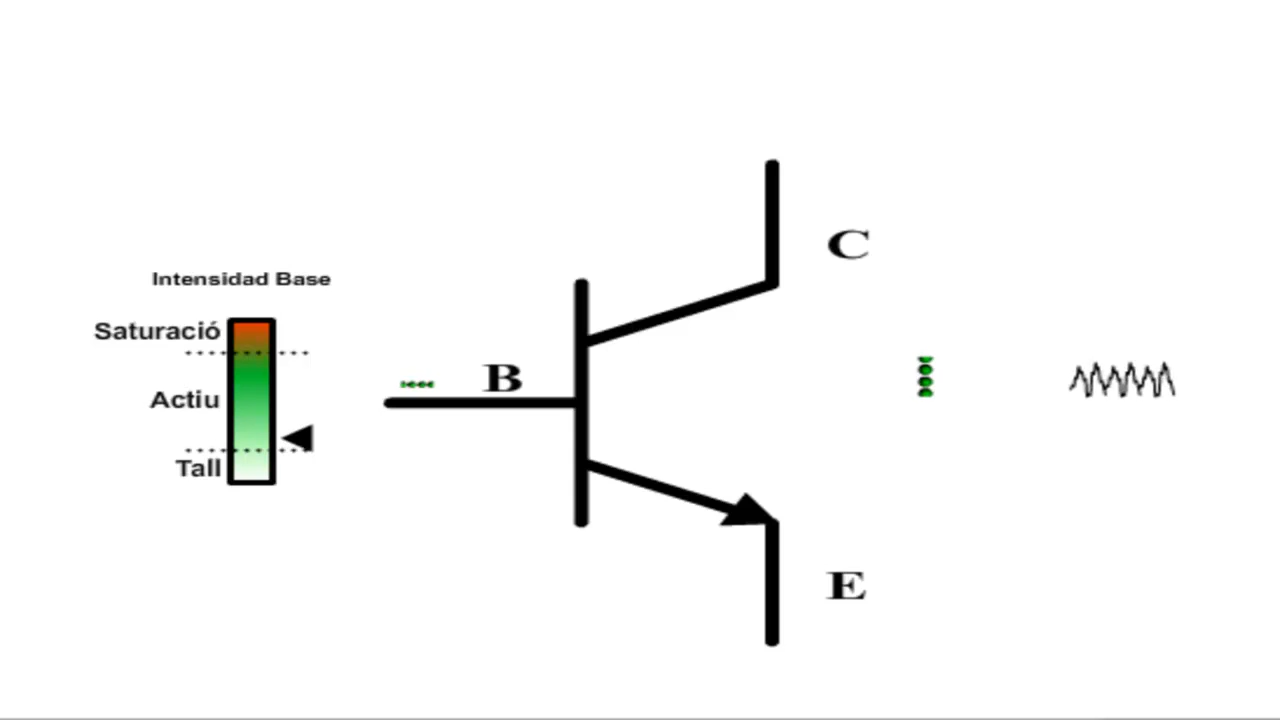 C
Intensidad Base
Saturació
B
Actiu
Tall
E